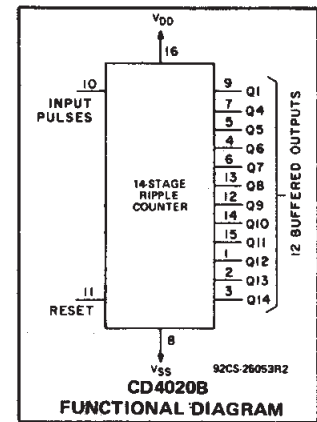 VDD
16
10
INPUT
PULSES
9 Q1
7 Q4
5 Q5
4 Q6
6 Q7
13 Q8
12 Q9
14 Q10
15 Q11
1 Q12
2 Q13
3 Q14
12 BUFFERED OUTPUTS
14-STAGE
RIPPLE
COUNTER
11
RESET
8
VSS
92CS-26053R2
CD4020B
FUNCTIONAL DIAGRAM